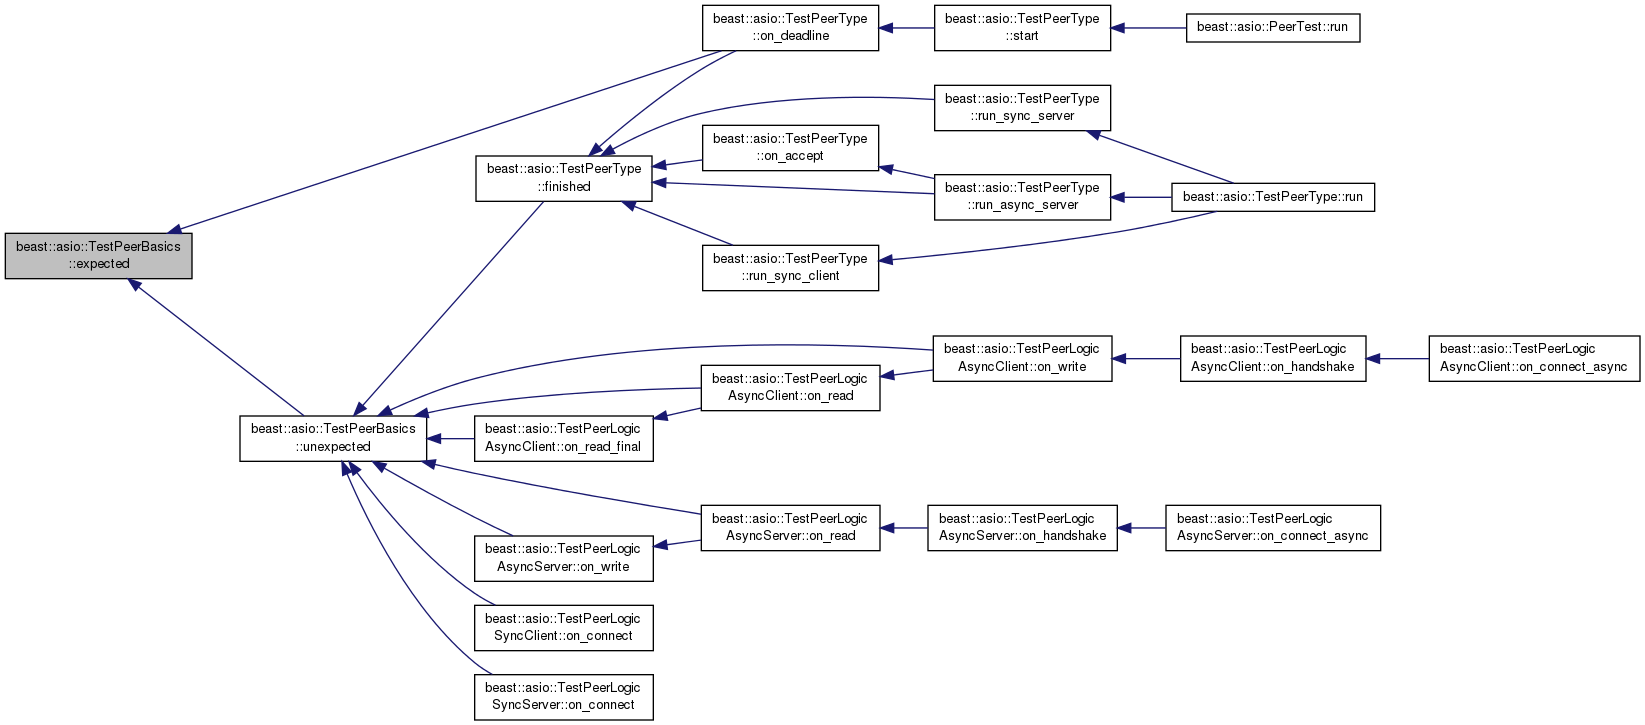 beast::asio::TestPeerType
::on_deadline
beast::asio::TestPeerType
::start
beast::asio::PeerTest::run
beast::asio::TestPeerType
::run_sync_server
beast::asio::TestPeerType
::on_accept
beast::asio::TestPeerType
::finished
beast::asio::TestPeerType
::run_async_server
beast::asio::TestPeerType::run
beast::asio::TestPeerBasics
::expected
beast::asio::TestPeerType
::run_sync_client
beast::asio::TestPeerLogic
AsyncClient::on_write
beast::asio::TestPeerLogic
AsyncClient::on_handshake
beast::asio::TestPeerLogic
AsyncClient::on_connect_async
beast::asio::TestPeerLogic
AsyncClient::on_read
beast::asio::TestPeerBasics
::unexpected
beast::asio::TestPeerLogic
AsyncClient::on_read_final
beast::asio::TestPeerLogic
AsyncServer::on_read
beast::asio::TestPeerLogic
AsyncServer::on_handshake
beast::asio::TestPeerLogic
AsyncServer::on_connect_async
beast::asio::TestPeerLogic
AsyncServer::on_write
beast::asio::TestPeerLogic
SyncClient::on_connect
beast::asio::TestPeerLogic
SyncServer::on_connect